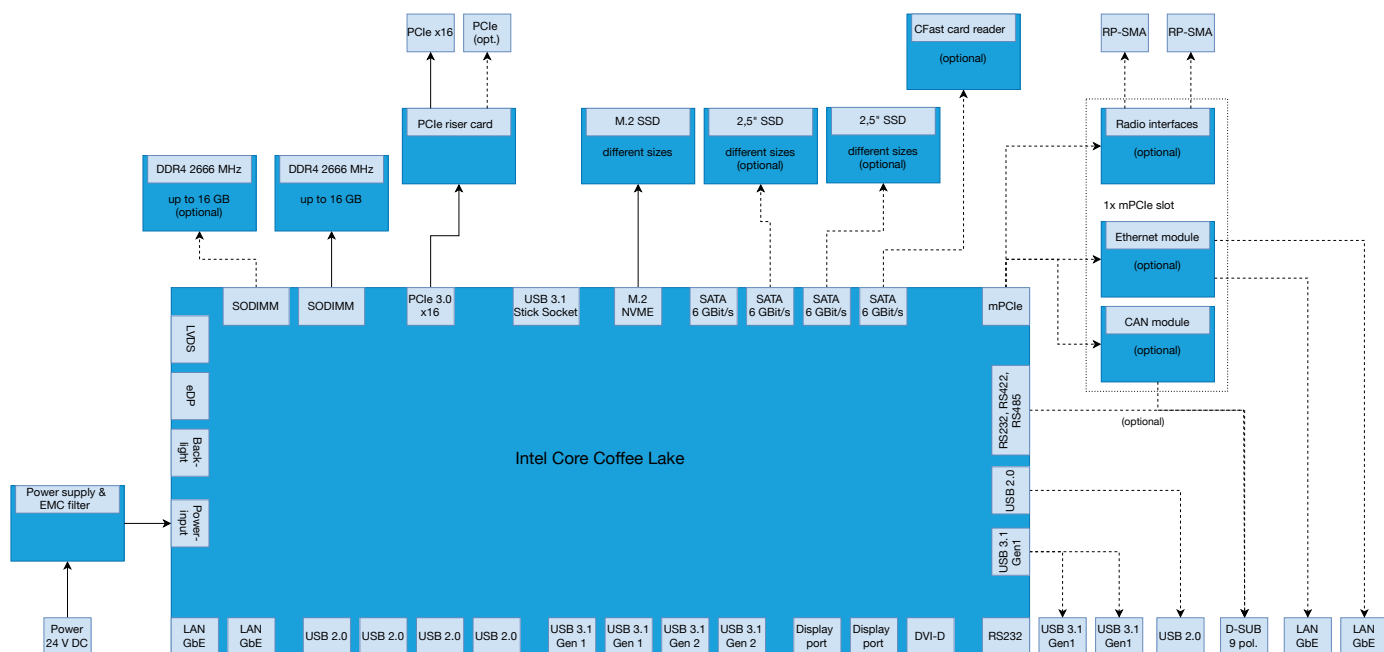 PCIe x16
PCIe
(opt.)
CFast card reader
(optional)
RP-SMA
RP-SMA
PCIe riser card
M.2 SSD
different sizes
2,5" SSD
different sizes
(optional)
2,5" SSD
different sizes
(optional)
Radio interfaces
(optional)
DDR4 2666 MHz
up to 16 GB
(optional)
DDR4 2666 MHz
up to 16 GB
1x mPCIe slot
Ethernet module
(optional)
CAN module
(optional)
(optional)
SODIMM
SODIMM
PCIe 3.0
x16
USB 3.1
Stick Socket
M.2
NVME
SATA
6 GBit/s
SATA
6 GBit/s
SATA
6 GBit/s
SATA
6 GBit/s
mPCIe
LVDS
eDP
Back-
light
Power-
input
RS232, RS422,
RS485
USB 2.0
USB 3.1
Gen1
Intel Core Coffee Lake
Power supply &
EMC filter
Power
24 V DC
LAN
GbE
LAN
GbE
USB 2.0
USB 2.0
USB 2.0
USB 2.0
USB 3.1
Gen 1
USB 3.1
Gen 1
USB 3.1
Gen 2
USB 3.1
Gen 2
Display
port
Display
port
DVI-D
RS232
USB 3.1
Gen1
USB 3.1
Gen1
USB 2.0
D-SUB
9 pol.
LAN
GbE
LAN
GbE